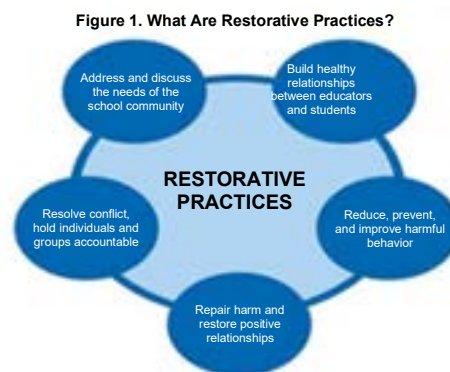 Figure 1. What Are Restorative Practices?
Address and discuss
the needs of the
school community
Build healthy
relationships
between educators
and students
RESTORATIVE
PRACTICES
Resolve conflict,
hold individuals and
groups accountable
Reduce, prevent,
and improve harmful
behavior
Repair harm and
restore positive
relationships